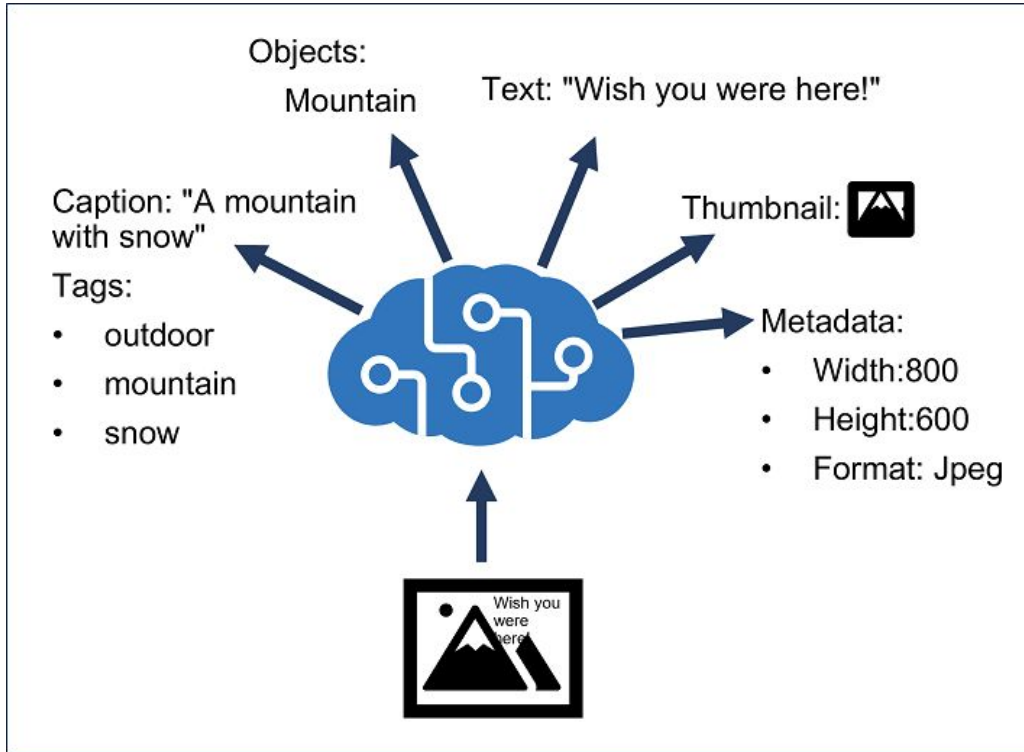 Objects:
Mountain
Text: "Wish you were here!"
Caption: "A mountain
with snow"
Tags:
• outdoor
• mountain
• snow
Thumbnail:
Metadata:
• Width:800
• Height:600
• Format: Jpeg
Wish you
were
here!